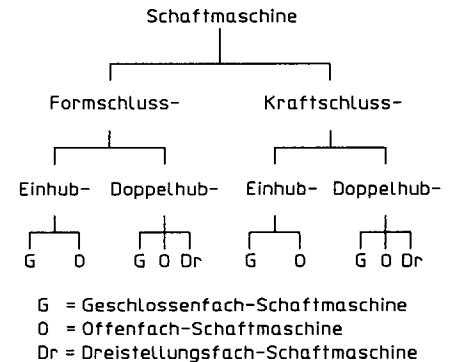 Schaftmaschine
Formschluss- Kraftschluss-
Einhub- Doppelhub- Einhub- Doppelhub-
G O G O Dr G O G O Dr
G = Geschlossenfach-Schaftmaschine
O = Offenfach-Schaftmaschine
Dr = Dreistellungsfach-Schaftmaschine